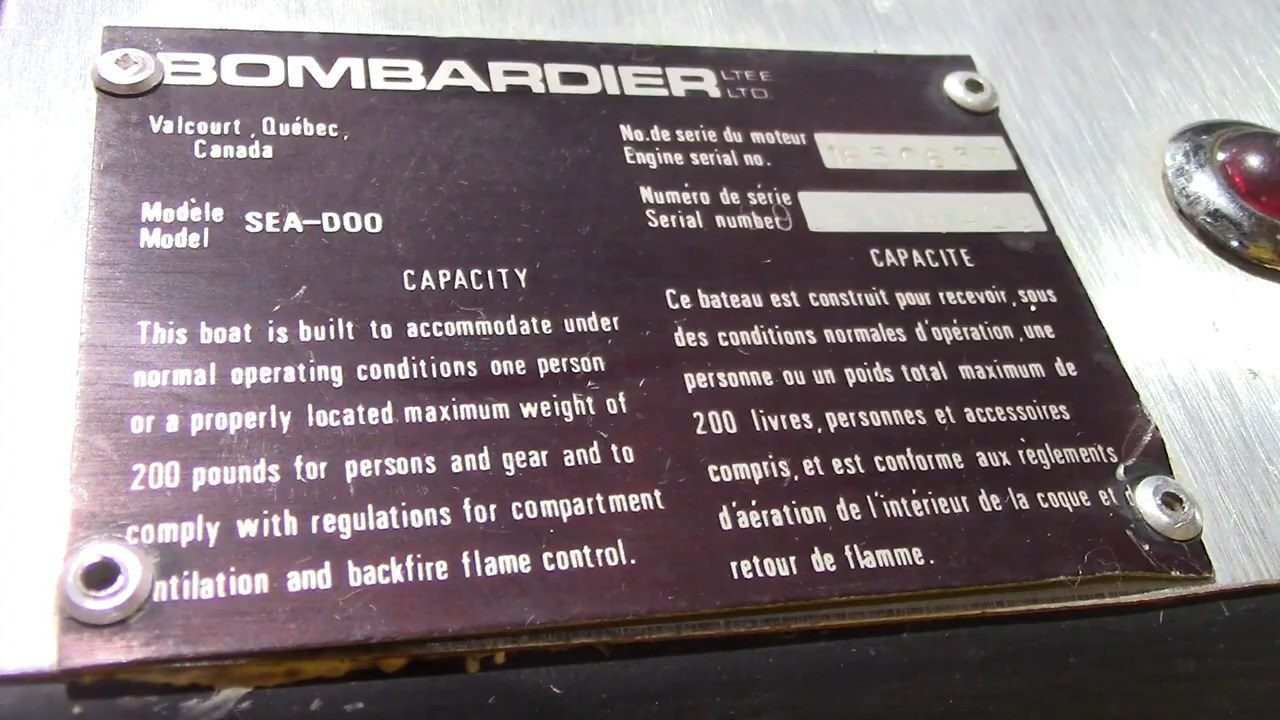 BOMBARDIER LTEE
LTD.
Valcourt, Québec,
Canada
No. de serie du moteur
Engine serial no.
Numéro de série
Serial number
Modèle
Model SEA-DOO
CAPACITY
This boat is built to accommodate under
normal operating conditions one person
or a properly located maximum weight of
200 pounds for persons and gear and to
comply with regulations for compartment
ntilation and backfire flame control.
CAPACITE
Ce bateau est construit pour recevoir, sous
des conditions normales d'opération, une
personne ou un poids total maximum de
200 livres, personnes et accessoires
compris, et est conforme aux règlements
d'aération de l'intérieur de la coque et d
retour de flamme.